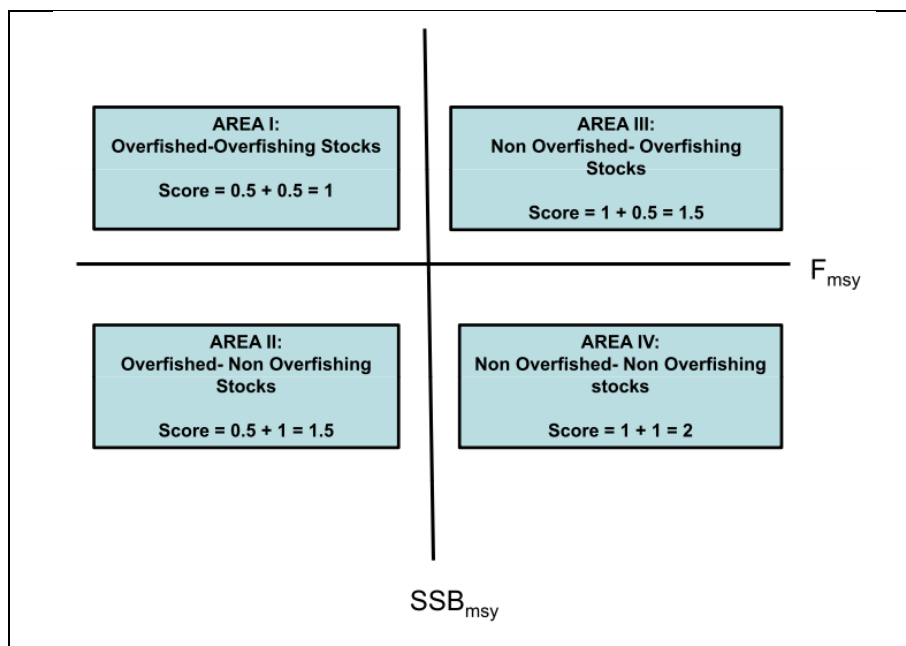 AREA I:
Overfished-Overfishing Stocks
Score = 0.5 + 0.5 = 1
AREA III:
Non Overfished- Overfishing
Stocks
Score = 1 + 0.5 = 1.5
Fmsy
AREA II:
Overfished- Non Overfishing
Stocks
Score = 0.5 + 1 = 1.5
AREA IV:
Non Overfished- Non Overfishing
stocks
Score = 1 + 1 = 2
SSBmsy